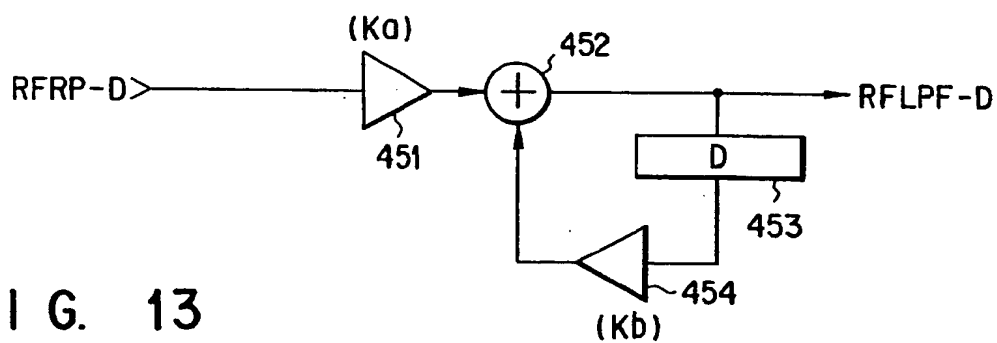 (Ka)
452
RFRP-D
+
RFLPF-D
451
D
453
454
(Kb)
I G. 13